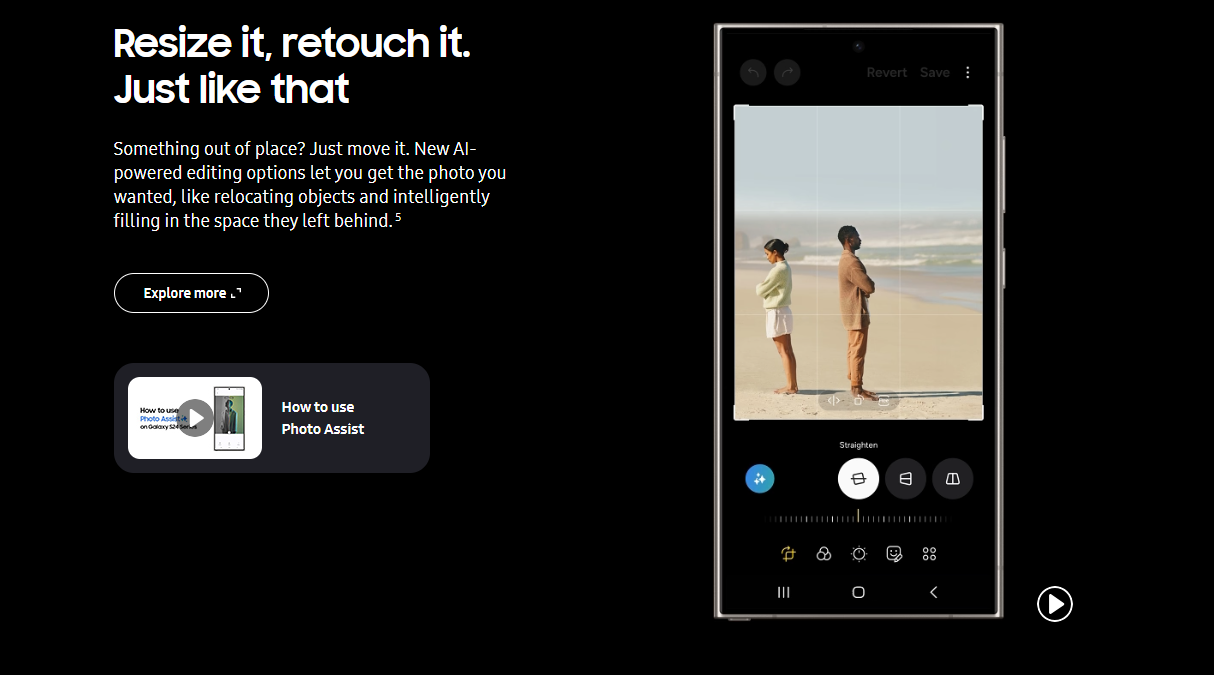 Resize it, retouch it.
Just like that
Something out of place? Just move it. New AI-
powered editing options let you get the photo you
wanted, like relocating objects and intelligently
filling in the space they left behind.⁵
Explore more
How to use
Photo Assist
on Galaxy S24 Series
How to use
Photo Assist
Revert Save
Straighten